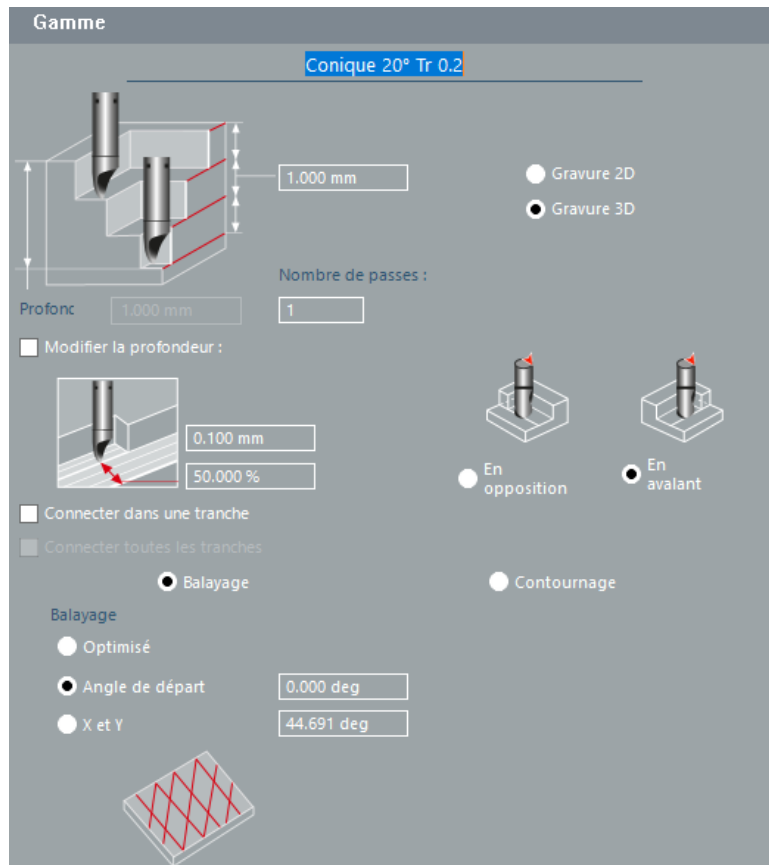 Gamme
Conique 20° Tr 0.2
1.000 mm
Gravure 2D
Gravure 3D
Nombre de passes :
Profonc
1.000 mm
1
Modifier la profondeur :
0.100 mm
50.000 %
En opposition
En avalant
Connecter dans une tranche
Connecter toutes les tranches
Balayage
Contournage
Balayage
Optimisé
Angle de départ
0.000 deg
X et Y
44.691 deg